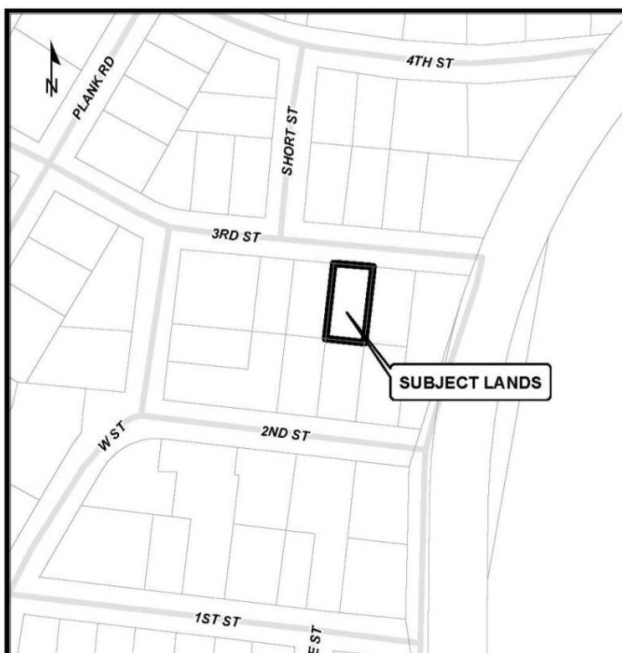 4TH ST
N
PLANK RD
SHORT ST
3RD ST
SUBJECT LANDS
W ST
2ND ST
1ST ST
E ST